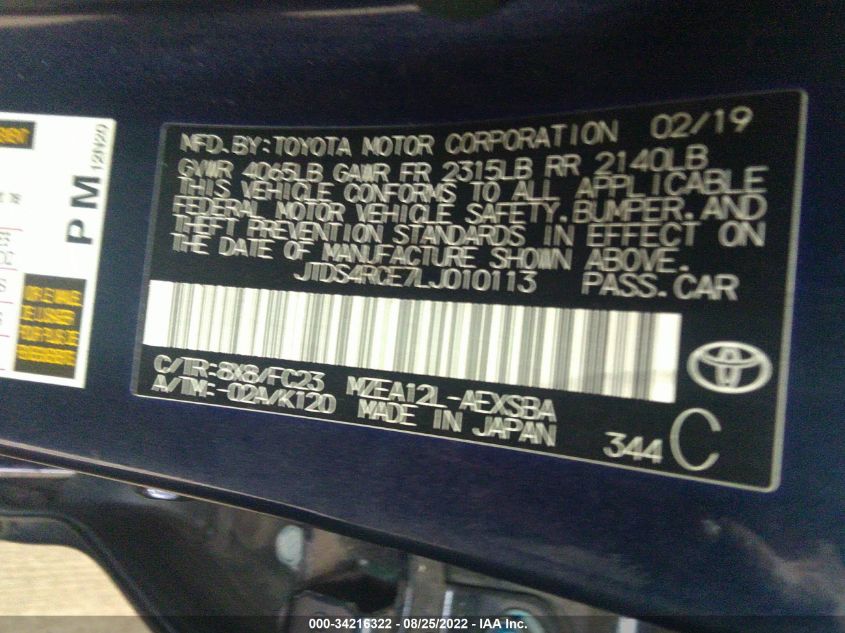 MFD.BY:TOYOTA MOTOR CORPORATION 02/19
GVWR 4065LB GAWR FR 2315LB RR 2140LB
THIS VEHICLE CONFORMS TO ALL APPLICABLE
FEDERAL MOTOR VEHICLE SAFETY,BUMPER,AND
THEFT PREVENTION STANDARDS IN EFFECT ON
THE DATE OF MANUFACTURE SHOWN ABOVE.
JTDS4RCE7LJ010113 PASS.CAR
C/TR:8X8/FC23 MZEA12L-AEXSBA
A/TM:-02A/K120 MADE IN JAPAN
344 C
PM
12H20
000-34216322 - 08/25/2022 - IAA Inc.